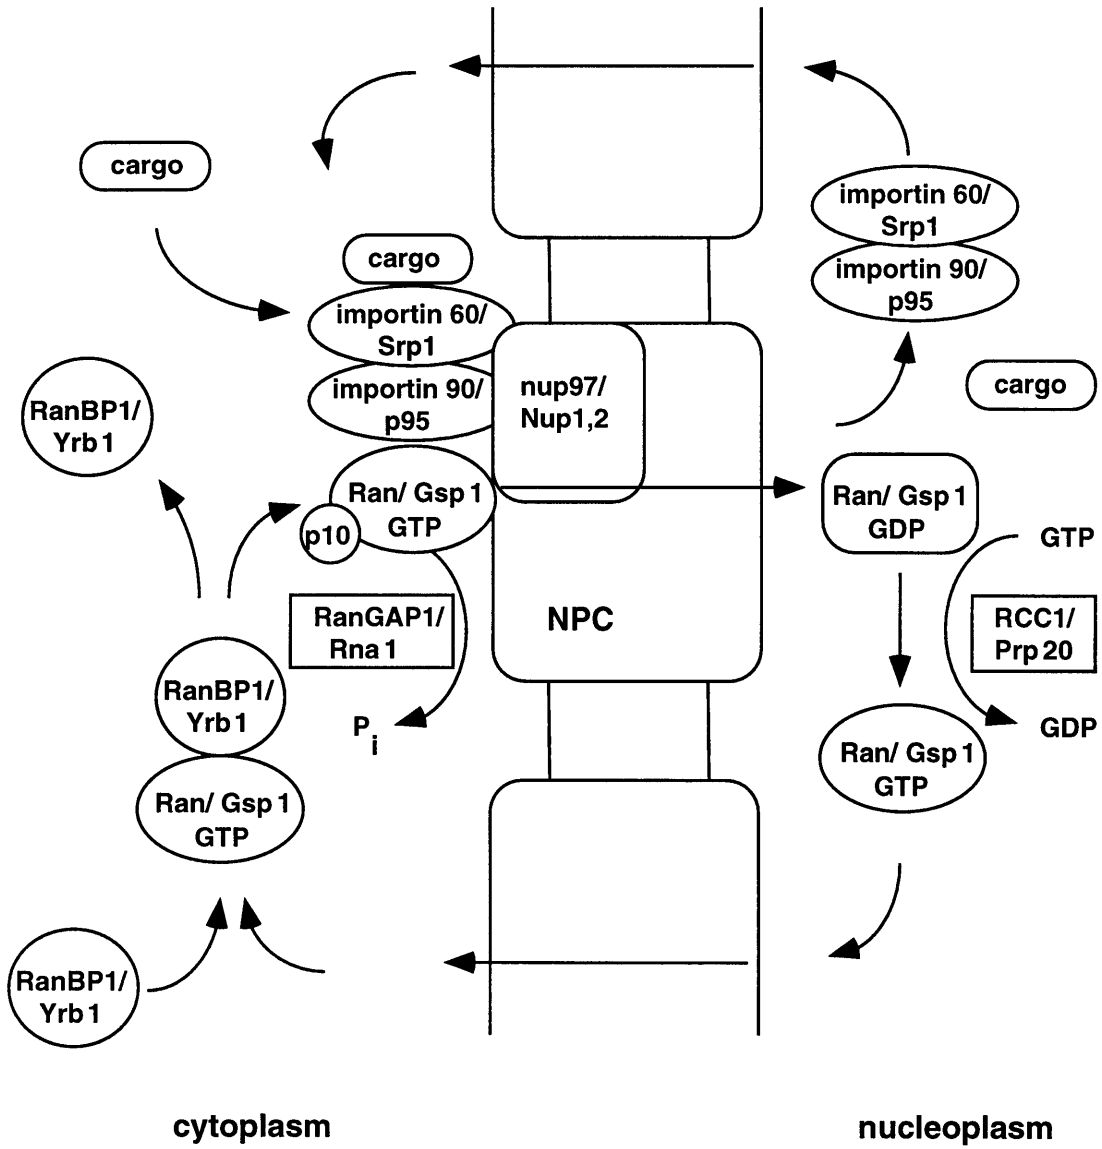 cargo
importin 60/
Srp1
cargo
importin 90/
p95
importin 60/
Srp1
RanBP1/
Yrb1
importin 90/
p95
nup97/
Nup1,2
cargo
Ran/ Gsp1
GTP
p10
Ran/ Gsp1
GDP
GTP
RanGAP1/
Rna1
NPC
RCC1/
Prp20
RanBP1/
Yrb1
Pi
GDP
Ran/ Gsp1
GTP
Ran/ Gsp1
GTP
RanBP1/
Yrb1
cytoplasm
nucleoplasm